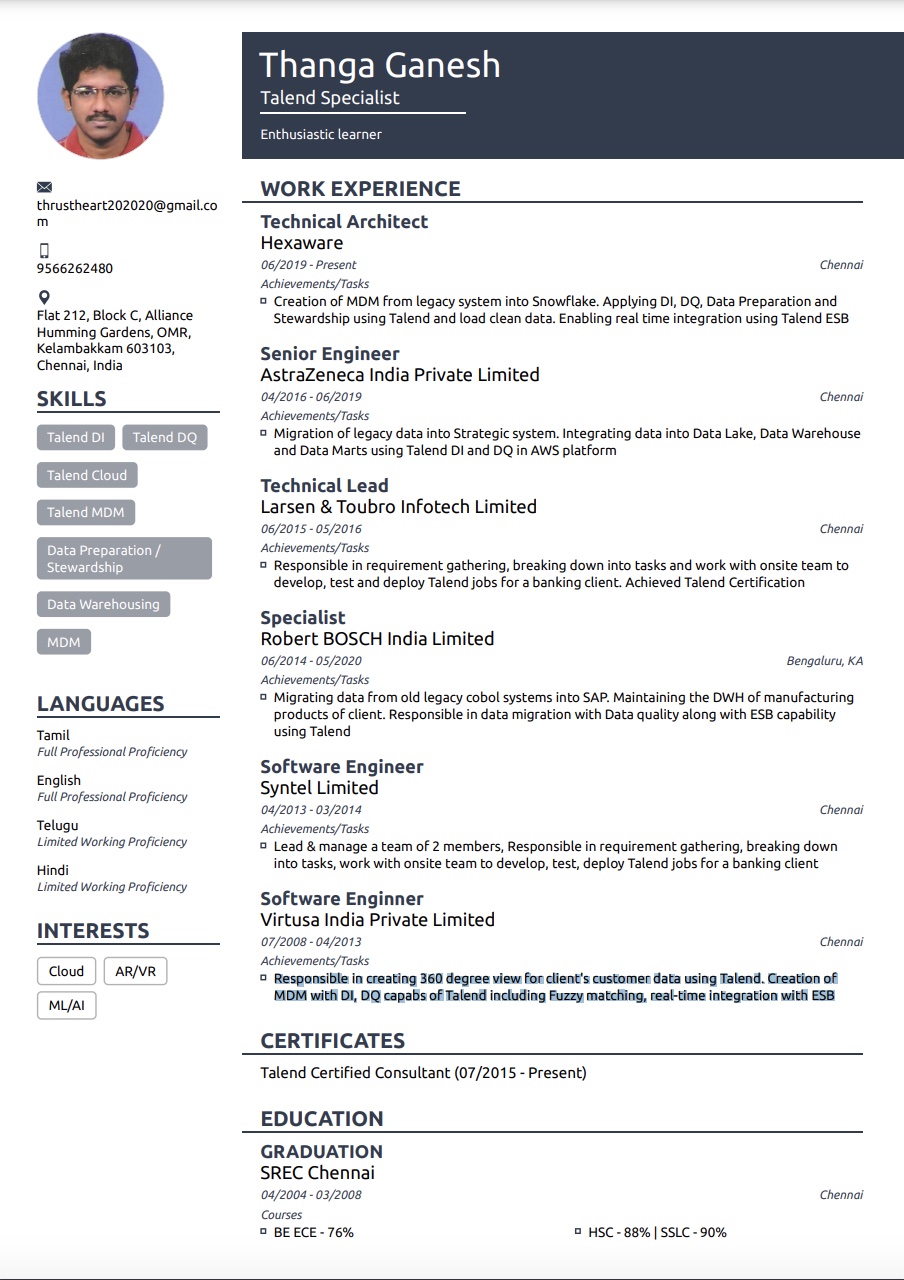 Thanga Ganesh
Talend Specialist
Enthusiastic learner
thrustheart202020@gmail.co
m
9566262480
Flat 212, Block C, Alliance
Humming Gardens, OMR,
Kelambakkam 603103,
Chennai, India
SKILLS
Talend DI Talend DQ
Talend Cloud
Talend MDM
Data Preparation /
Stewardship
Data Warehousing
MDM
LANGUAGES
Tamil
Full Professional Proficiency
English
Full Professional Proficiency
Telugu
Limited Working Proficiency
Hindi
Limited Working Proficiency
INTERESTS
Cloud AR/VR
ML/AI
WORK EXPERIENCE
Technical Architect
Hexaware
06/2019 - Present Chennai
Achievements/Tasks
Creation of MDM from legacy system into Snowflake. Applying DI, DQ, Data Preparation and
Stewardship using Talend and load clean data. Enabling real time integration using Talend ESB
Senior Engineer
AstraZeneca India Private Limited
04/2016 - 06/2019 Chennai
Achievements/Tasks
Migration of legacy data into Strategic system. Integrating data into Data Lake, Data Warehouse
and Data Marts using Talend DI and DQ in AWS platform
Technical Lead
Larsen & Toubro Infotech Limited
06/2015 - 05/2016 Chennai
Achievements/Tasks
Responsible in requirement gathering, breaking down into tasks and work with onsite team to
develop, test and deploy Talend jobs for a banking client. Achieved Talend Certification
Specialist
Robert BOSCH India Limited
06/2014 - 05/2020 Bengaluru, KA
Achievements/Tasks
Migrating data from old legacy cobol systems into SAP. Maintaining the DWH of manufacturing
products of client. Responsible in data migration with Data quality along with ESB capability
using Talend
Software Engineer
Syntel Limited
04/2013 - 03/2014 Chennai
Achievements/Tasks
Lead & manage a team of 2 members, Responsible in requirement gathering, breaking down
into tasks, work with onsite team to develop, test, deploy Talend jobs for a banking client
Software Enginner
Virtusa India Private Limited
07/2008 - 04/2013 Chennai
Achievements/Tasks
Responsible in creating 360 degree view for client's customer data using Talend. Creation of
MDM with DI, DQ capabs of Talend including Fuzzy matching, real-time integration with ESB
CERTIFICATES
Talend Certified Consultant (07/2015 - Present)
EDUCATION
GRADUATION
SREC Chennai
04/2004 - 03/2008 Chennai
Courses
BE ECE - 76% HSC - 88% | SSLC - 90%